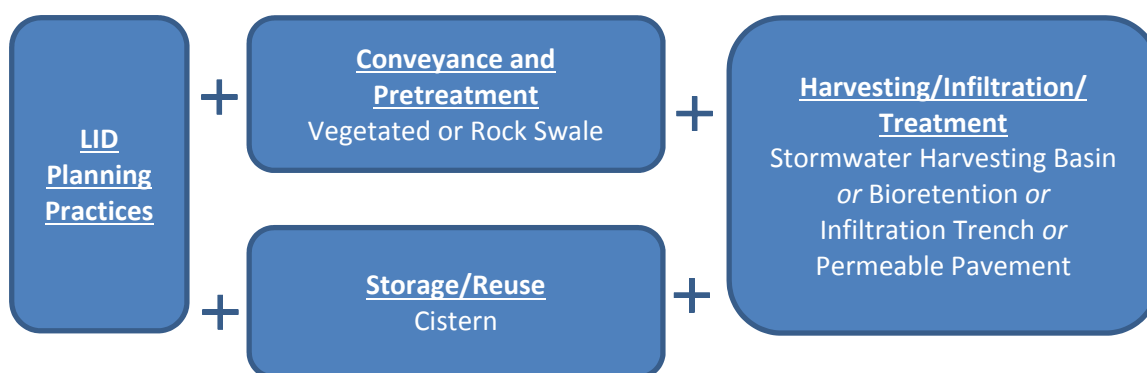 LID
Planning
Practices
+
Conveyance and
Pretreatment
Vegetated or Rock Swale
+
Storage/Reuse
Cistern
+
+
Harvesting/Infiltration/
Treatment
Stormwater Harvesting Basin
or Bioretention or
Infiltration Trench or
Permeable Pavement